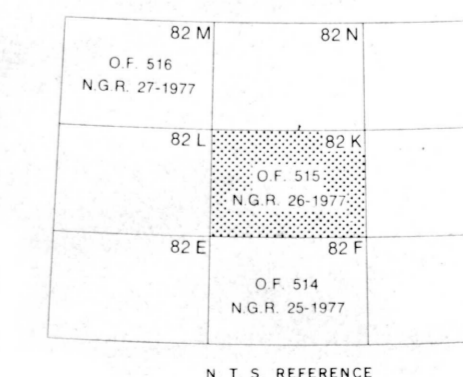 82 M
82 N
O.F. 516
N.G.R. 27-1977
82 L
82 K
O.F. 515
N.G.R. 26-1977
82 E
82 F
O.F. 514
N.G.R. 25-1977
N. T. S. REFERENCE